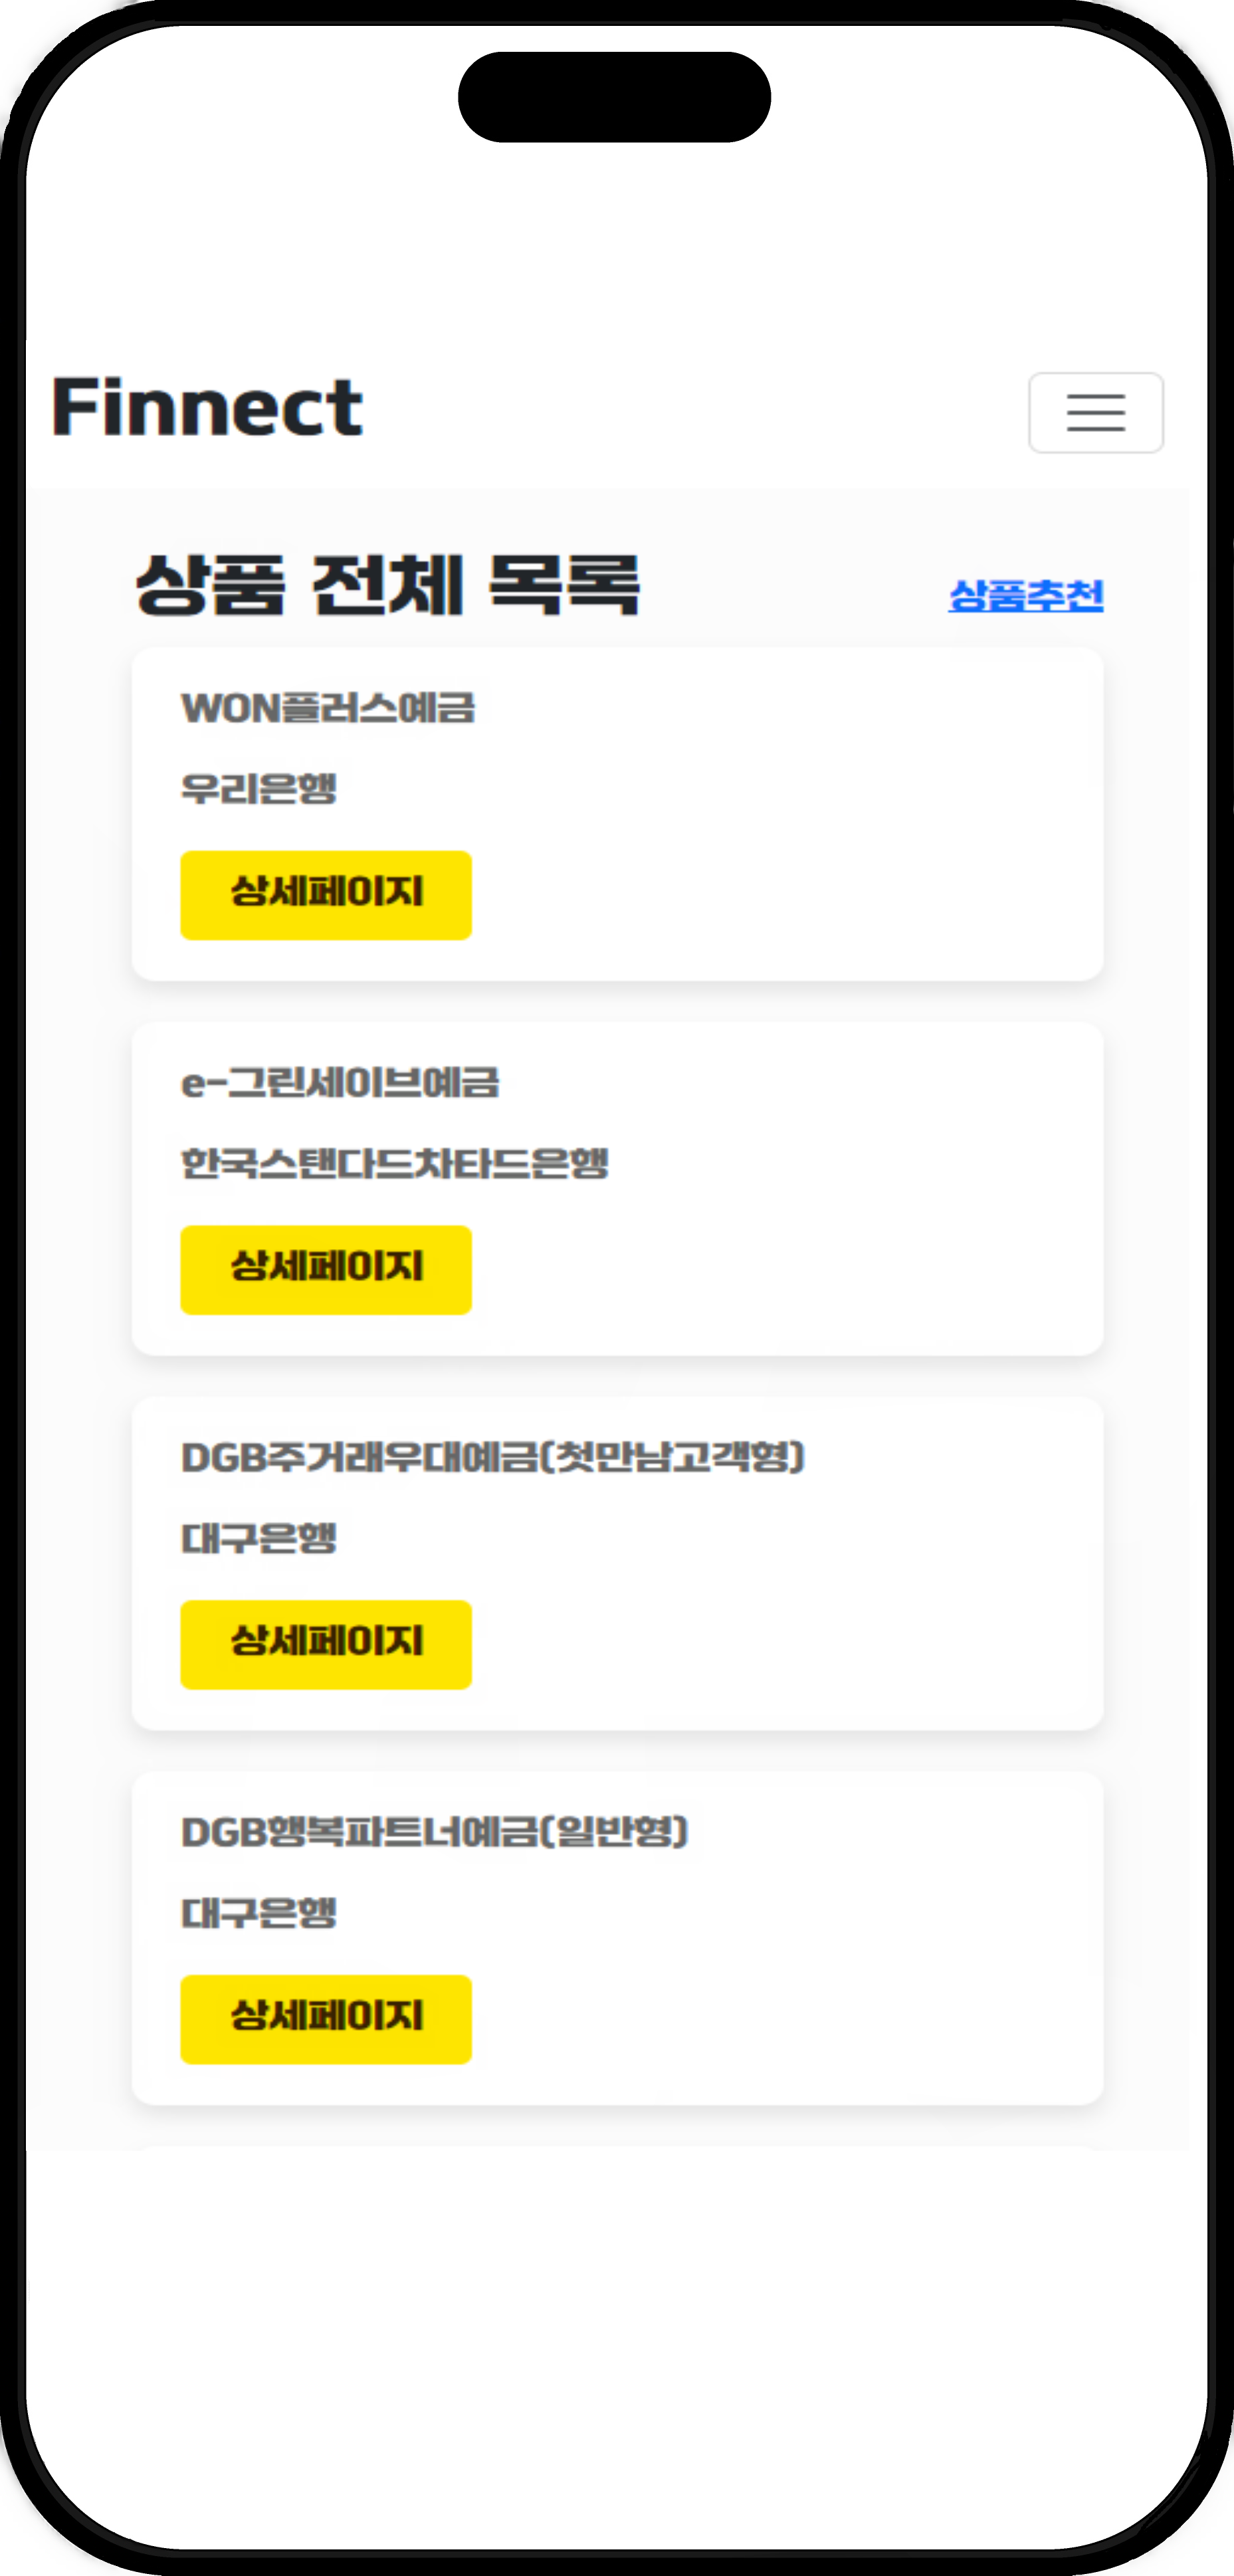 Finnect
상품 전체 목록
상품추천
WON플러스예금
우리은행
상세페이지
e-그린세이브예금
한국스탠다드차타드은행
상세페이지
DGB주거래우대예금(첫만남고객형)
대구은행
상세페이지
DGB행복파트너예금(일반형)
대구은행
상세페이지